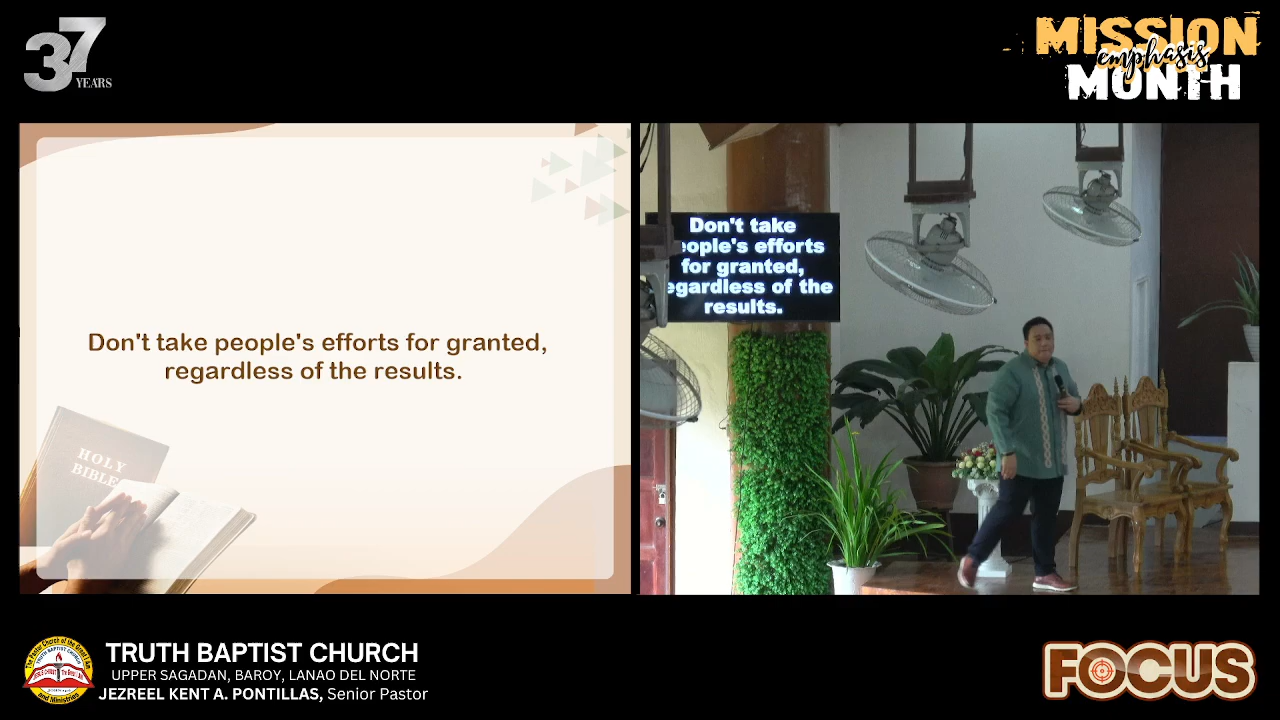 37
YEARS
MISSION
emphasis
MONTH
Don't take people's efforts for granted,
regardless of the results.
HOLY
BIBLE
Don't take
eople's efforts
for granted,
egardless of the
results.
TRUTH BAPTIST CHURCH
UPPER SAGADAN, BAROY, LANAO DEL NORTE
JEZREEL KENT A. PONTILLAS, Senior Pastor
FOCUS